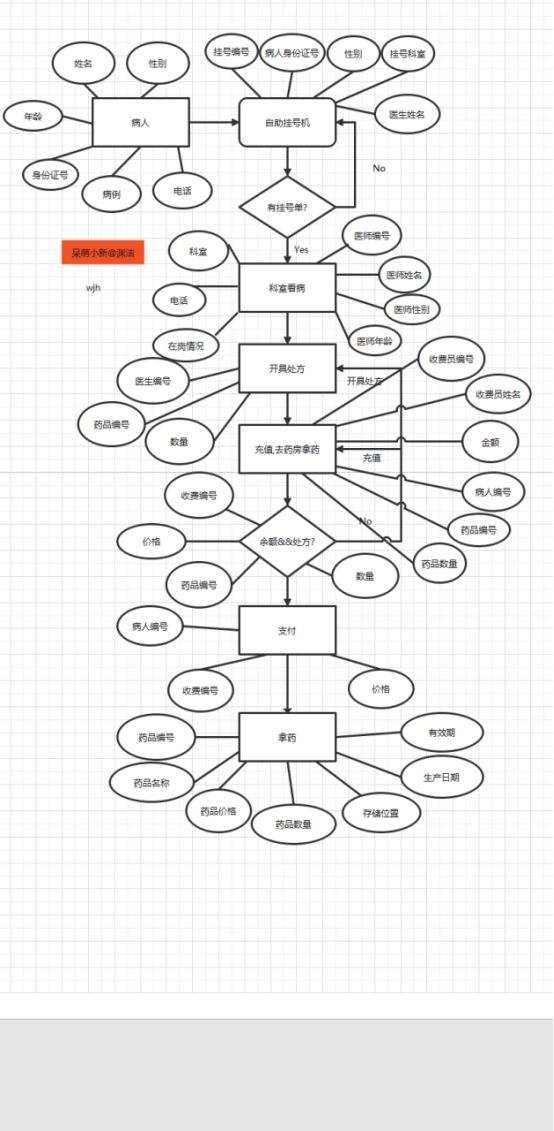 姓名
性别
挂号编号
病人身份证号
性别
挂号科室
年龄
病人
自助挂号机
医生姓名
身份证号
病例
电话
No
有挂号单?
Yes
医师编号
呆萌小新@渊洁
wjh
科室
电话
在岗情况
科室看病
医师姓名
医师性别
医师年龄
开具处方
医生编号
药品编号
数量
开具处方
收费员编号
收费员姓名
充值,去药房拿药
充值
金额
病人编号
药品编号
药品数量
收费编号
价格
药品编号
余额&&处方?
No
数量
病人编号
支付
收费编号
价格
药品编号
拿药
有效期
药品名称
生产日期
药品价格
药品数量
存储位置